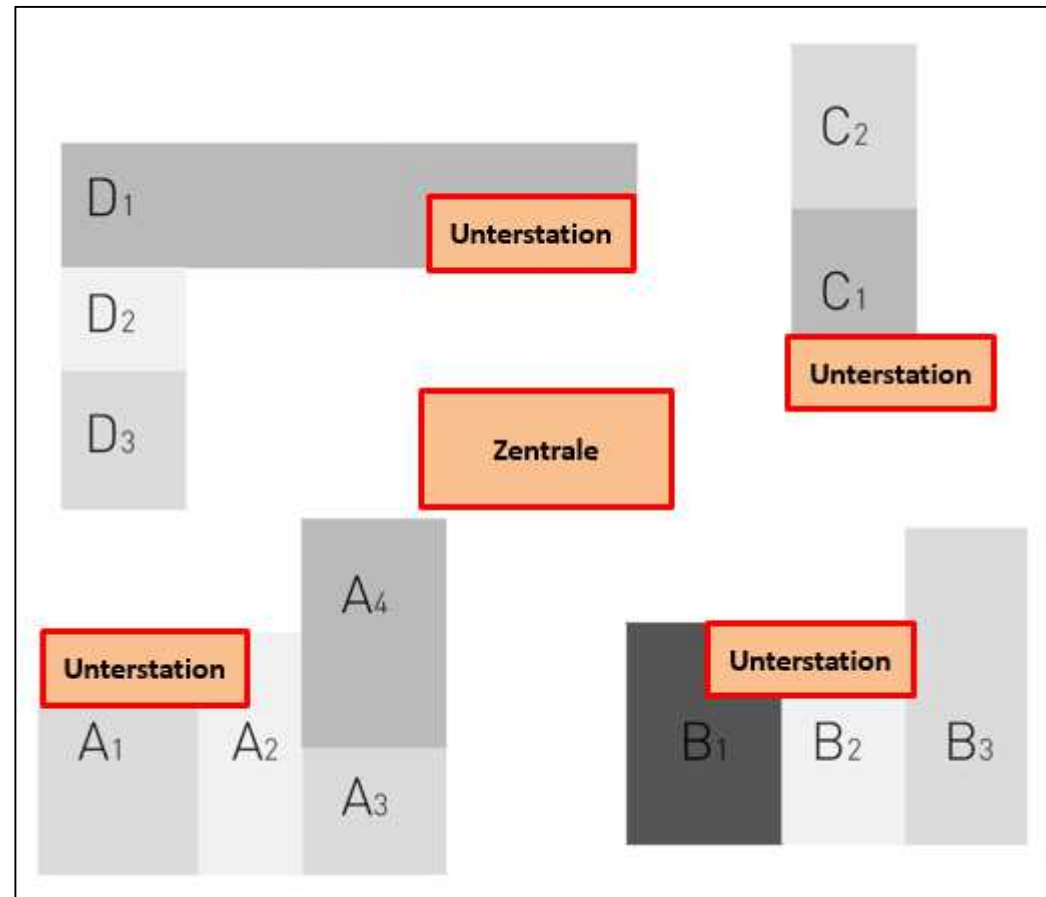 C2
D1
Unterstation
D2
C1
Unterstation
D3
Zentrale
A4
Unterstation
Unterstation
A1
A2
B1
B2
B3
A3